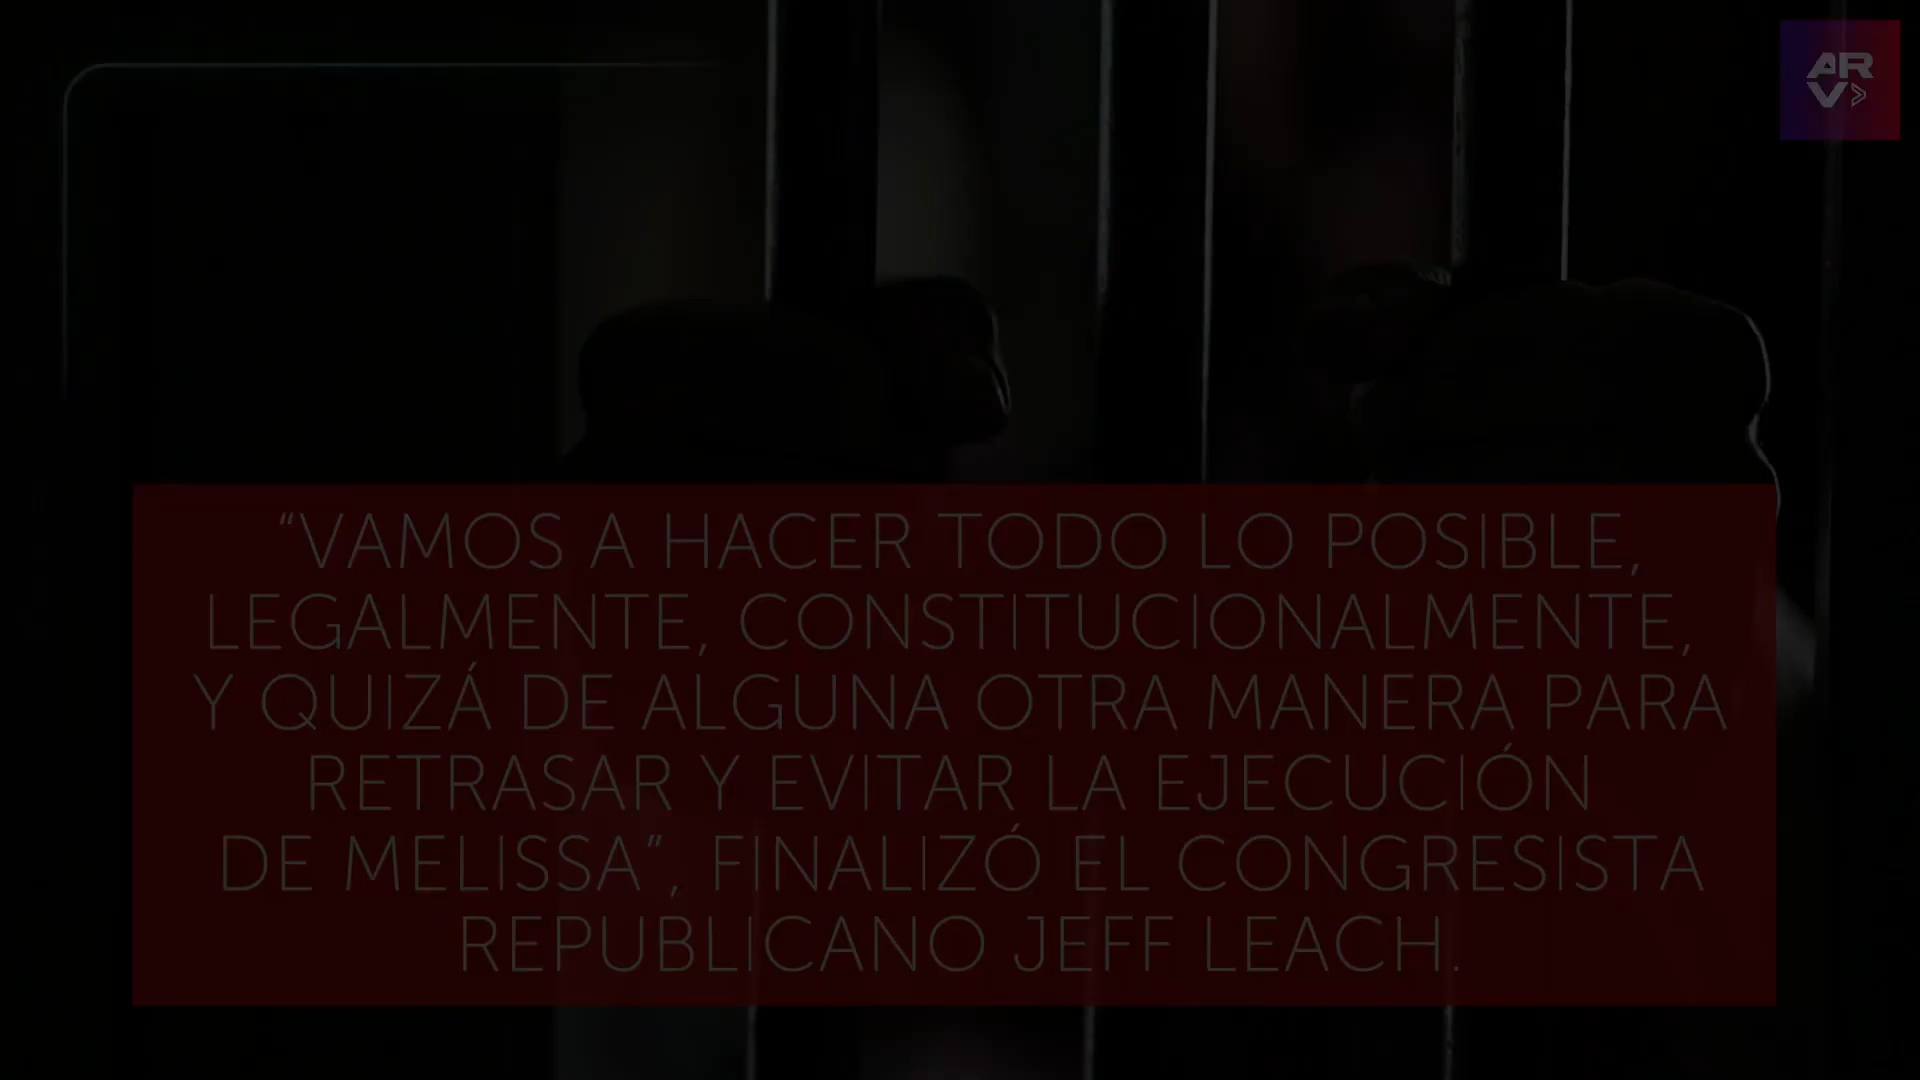 AR
V
“VAMOS A HACER TODO LO POSIBLE,
LEGALMENTE, CONSTITUCIONALMENTE,
Y QUIZÁ DE ALGUNA OTRA MANERA PARA
RETRASAR Y EVITAR LA EJECUCIÓN
DE MELISSA”, FINALIZÓ EL CONGRESISTA
REPUBLICANO JEFF LEACH.